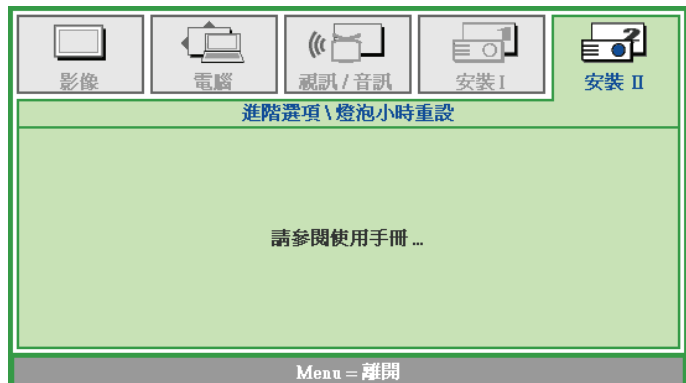 影像
電腦
視訊 / 音訊
安裝 I
安裝 II
進階選項 \ 燈泡小時重設
請參閱使用手冊 ...
Menu = 離開